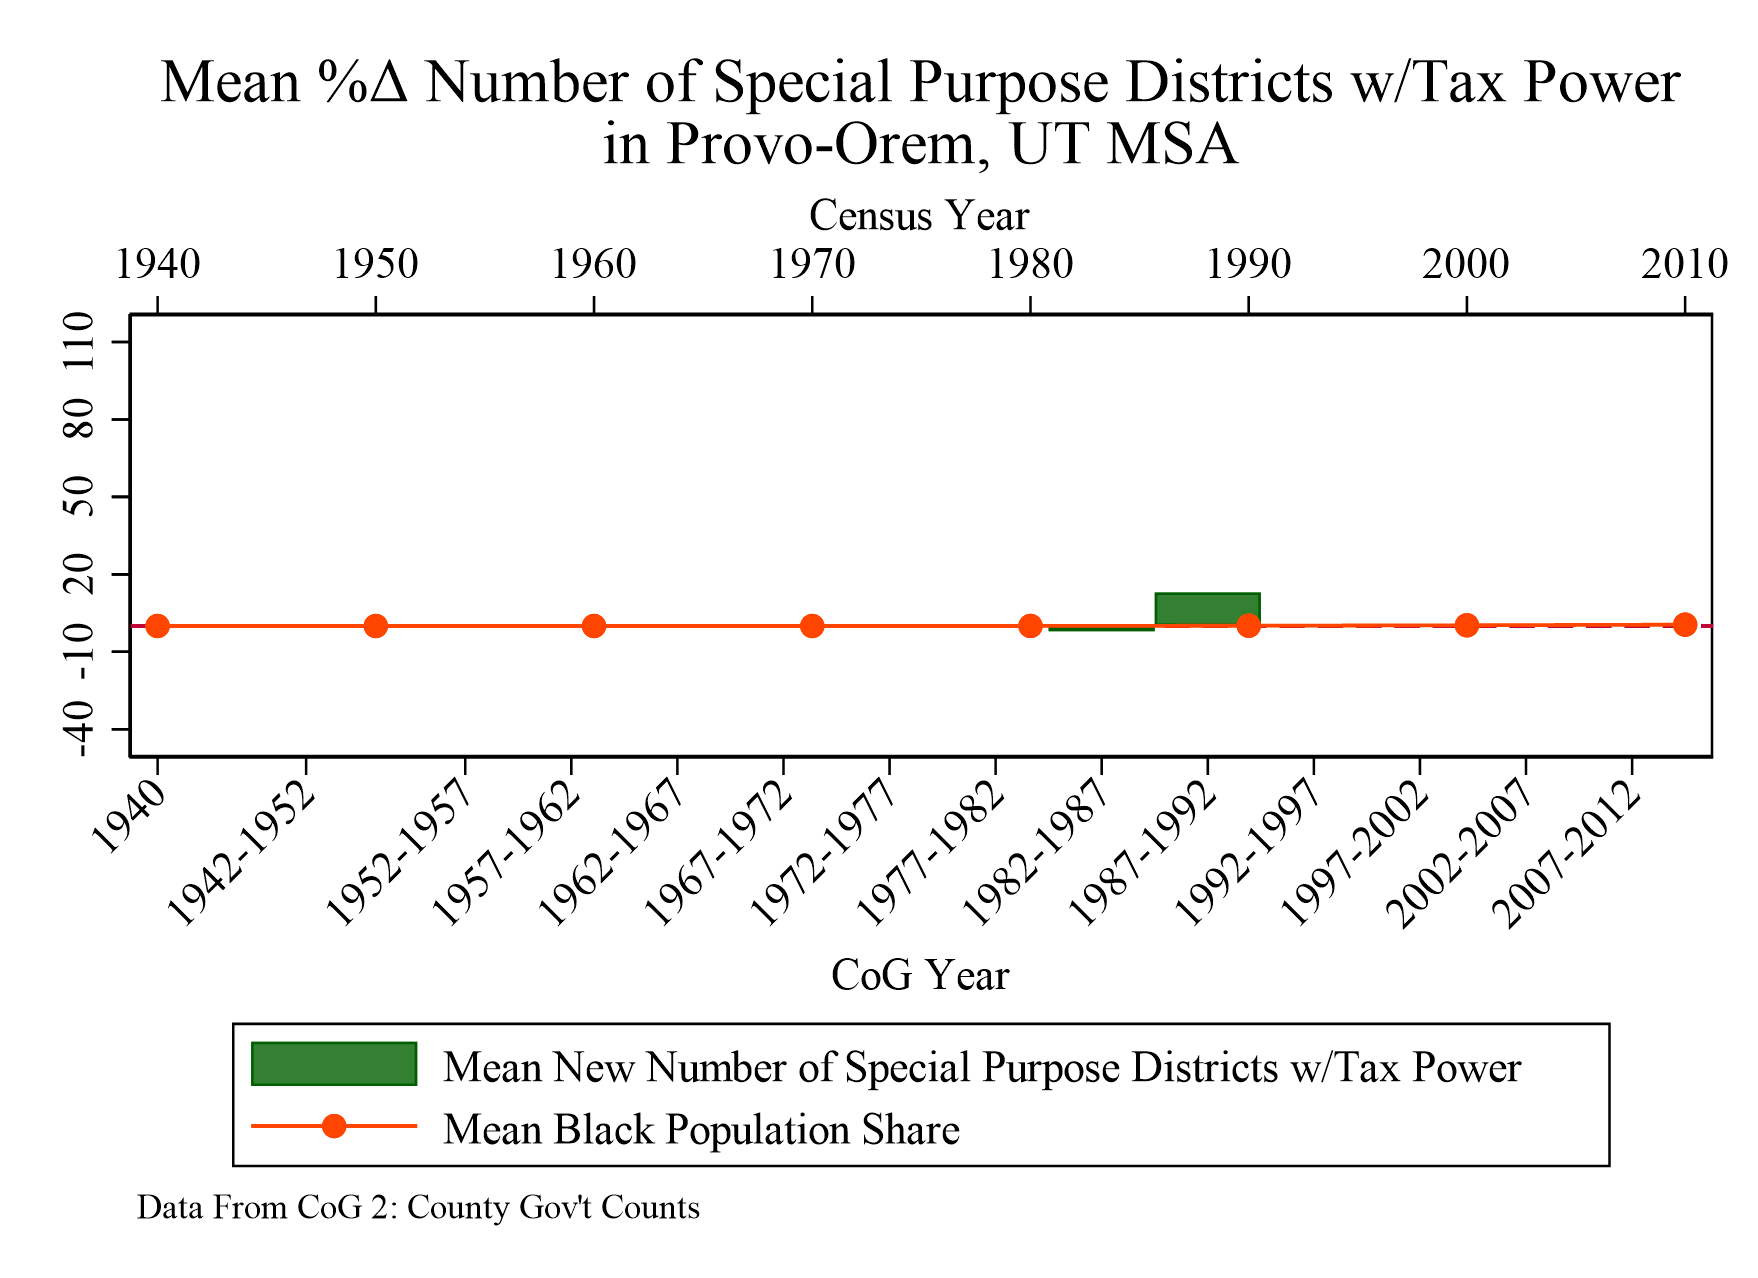 Mean %Δ Number of Special Purpose Districts w/Tax Power
in Provo-Orem, UT MSA
Census Year
1940 1950 1960 1970 1980 1990 2000 2010
110
80
50
20
-10
-40
1940 1942-1952 1952-1957 1957-1962 1962-1967 1967-1972 1972-1977 1977-1982 1982-1987 1987-1992 1992-1997 1997-2002 2002-2007 2007-2012
CoG Year
Mean New Number of Special Purpose Districts w/Tax Power
Mean Black Population Share
Data From CoG 2: County Gov't Counts